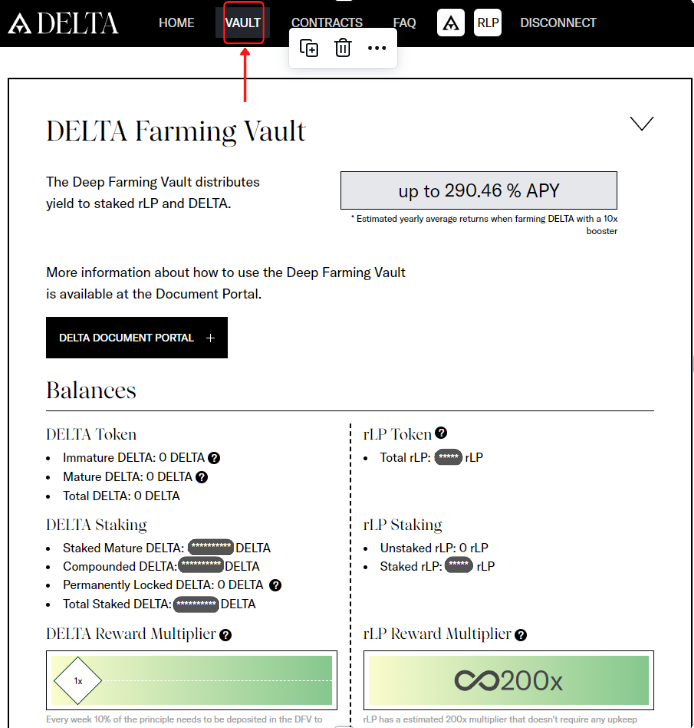 DELTA HOME VAULT CONTRACTS FAQ RLP DISCONNECT
DELTA Farming Vault
The Deep Farming Vault distributes
yield to staked rLP and DELTA.
up to 290.46 % APY
* Estimated yearly average returns when farming DELTA with a 10x
booster
More information about how to use the Deep Farming Vault
is available at the Document Portal.
DELTA DOCUMENT PORTAL +
Balances
DELTA Token
• Immature DELTA: 0 DELTA ?
• Mature DELTA: 0 DELTA ?
• Total DELTA: 0 DELTA
rLP Token ?
• Total rLP: ***** rLP
DELTA Staking
• Staked Mature DELTA: ********** DELTA
• Compounded DELTA: ********** DELTA
• Permanently Locked DELTA: 0 DELTA ?
• Total Staked DELTA: ********** DELTA
rLP Staking
• Unstaked rLP: 0 rLP
• Staked rLP: ***** rLP
DELTA Reward Multiplier ?
1x
Every week 10% of the principle needs to be deposited in the DFV to
rLP Reward Multiplier ?
∞200x
rLP has a estimated 200x multiplier that doesn't require any upkeep